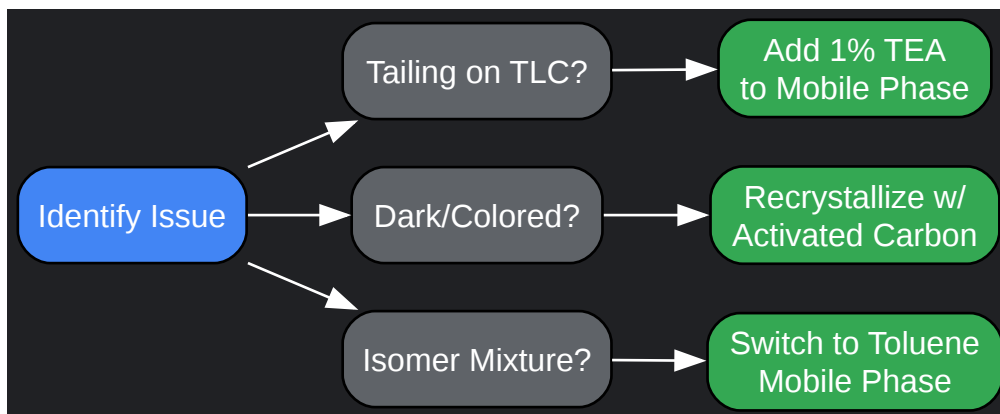 Identify Issue
Tailing on TLC?
Add 1% TEA
to Mobile Phase
Dark/Colored?
Recrystallize w/
Activated Carbon
Isomer Mixture?
Switch to Toluene
Mobile Phase